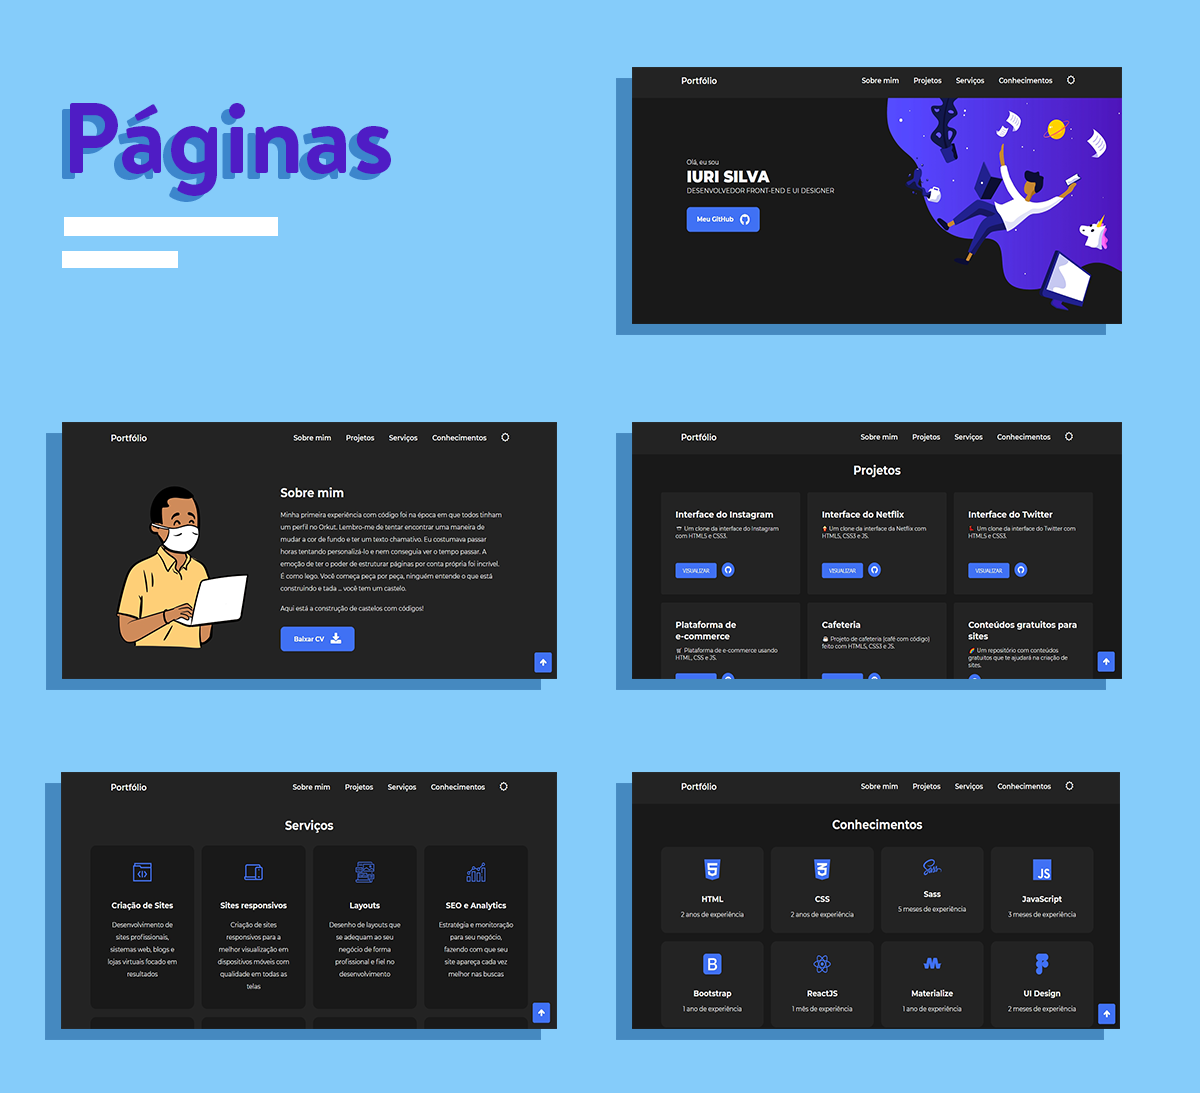 Páginas
Portfólio
Sobre mim Projetos Serviços Conhecimentos
Olá, eu sou
IURI SILVA
DESENVOLVEDOR FRONT-END E UI DESIGNER
Meu GitHub
Portfólio
Sobre mim Projetos Serviços Conhecimentos
Sobre mim
Minha primeira experiência com código foi na época em que todos tinham
um perfil no Orkut. Lembro-me de tentar encontrar uma maneira de
mudar a cor de fundo e ter um texto chamativo. Eu costumava passar
horas tentando personalizá-lo e nem conseguia ver o tempo passar. A
emoção de ter o poder de estruturar páginas por conta própria foi incrível.
É como lego. Você começa peça por peça, ninguém entende o que está
construindo e tada ... você tem um castelo.
Aqui está a construção de castelos com códigos!
Baixar CV
Portfólio
Sobre mim Projetos Serviços Conhecimentos
Projetos
Interface do Instagram
Um clone da interface do Instagram
com HTML5 e CSS3.
VISUALIZAR
Interface do Netflix
Um clone da interface da Netflix com
HTML5, CSS3 e JS.
VISUALIZAR
Interface do Twitter
Um clone da interface do Twitter com
HTML5 e CSS3.
VISUALIZAR
Plataforma de
e-commerce
Plataforma de e-commerce usando
HTML, CSS e JS.
Cafeteria
Projeto de cafeteria (café com código)
feito com HTML5, CSS3 e JS.
Conteúdos gratuitos para
sites
Um repositório com conteúdos
gratuitos que te ajudará na criação de
sites.
Portfólio
Sobre mim Projetos Serviços Conhecimentos
Serviços
Criação de Sites
Desenvolvimento de
sites profissionais,
sistemas web, blogs e
lojas virtuais focado em
resultados
Sites responsivos
Criação de sites
responsivos para a
melhor visualização em
dispositivos móveis com
qualidade em todas as
telas
Layouts
Desenho de layouts que
se adequam ao seu
negócio de forma
profissional e fiel no
desenvolvimento
SEO e Analytics
Estratégia e monitoração
para seu negócio,
fazendo com que seu
site apareça cada vez
melhor nas buscas
Portfólio
Sobre mim Projetos Serviços Conhecimentos
Conhecimentos
HTML
2 anos de experiência
CSS
2 anos de experiência
Sass
Sass
5 meses de experiência
JS
JavaScript
3 meses de experiência
B
Bootstrap
1 ano de experiência
ReactJS
1 mês de experiência
Materialize
1 ano de experiência
UI Design
2 meses de experiência